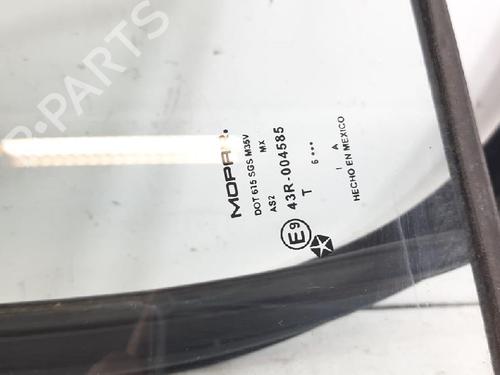 MOPAR.
DOT 615 SGS M35V
MX
AS2
43R-004585
T
6 •••
I A
HECHO EN MEXICO
E9
-PARTS